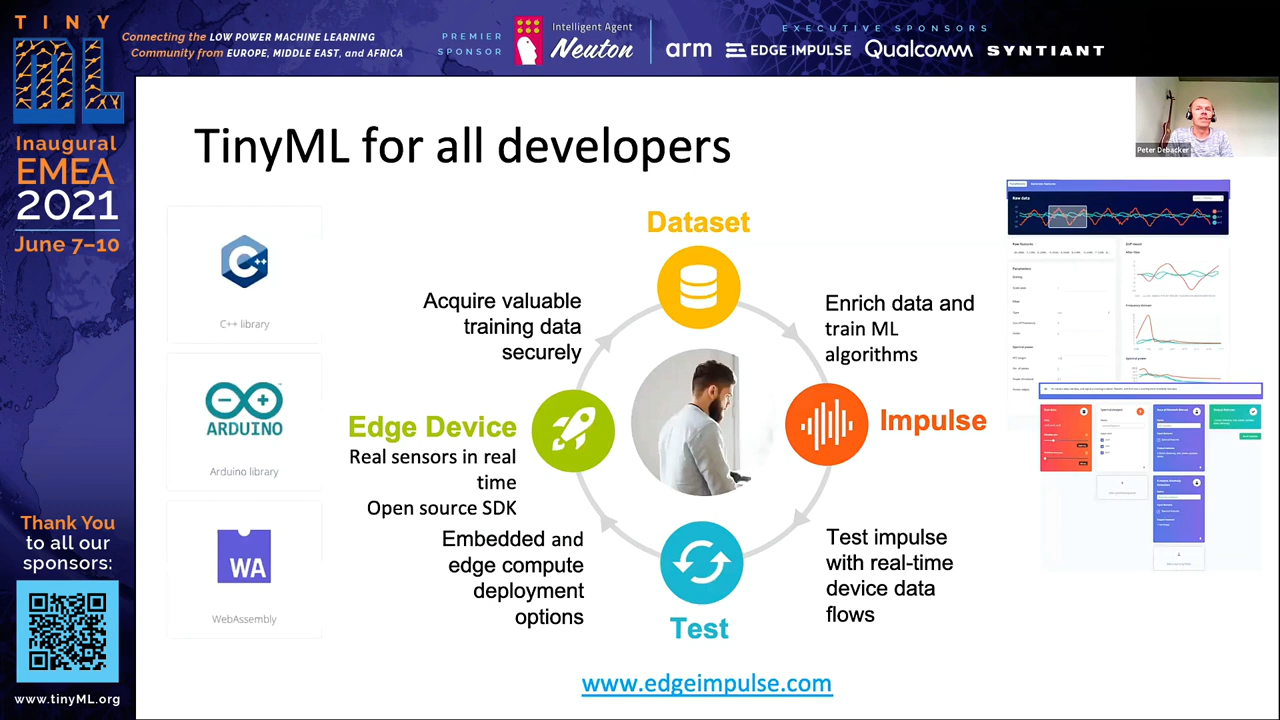 TINY
ML
Connecting the LOW POWER MACHINE LEARNING
Community from EUROPE, MIDDLE EAST, and AFRICA
PREMIER
SPONSOR
Intelligent Agent
Neuton
EXECUTIVE SPONSORS
arm
EDGE IMPULSE
Qualcomm
SYNTIANT
Inaugural
EMEA
2021
June 7–10
Thank You
to all our
sponsors:
www.tinyML.org
Peter Debacker
TinyML for all developers
C++
C++ library
ARDUINO
Arduino library
WA
WebAssembly
Dataset
Acquire valuable
training data
securely
Enrich data and
train ML
algorithms
Edge Device
Real sensors in real
time
Open source SDK
Impulse
Embedded and
edge compute
deployment
options
Test
Test impulse
with real-time
device data
flows
www.edgeimpulse.com
Raw data